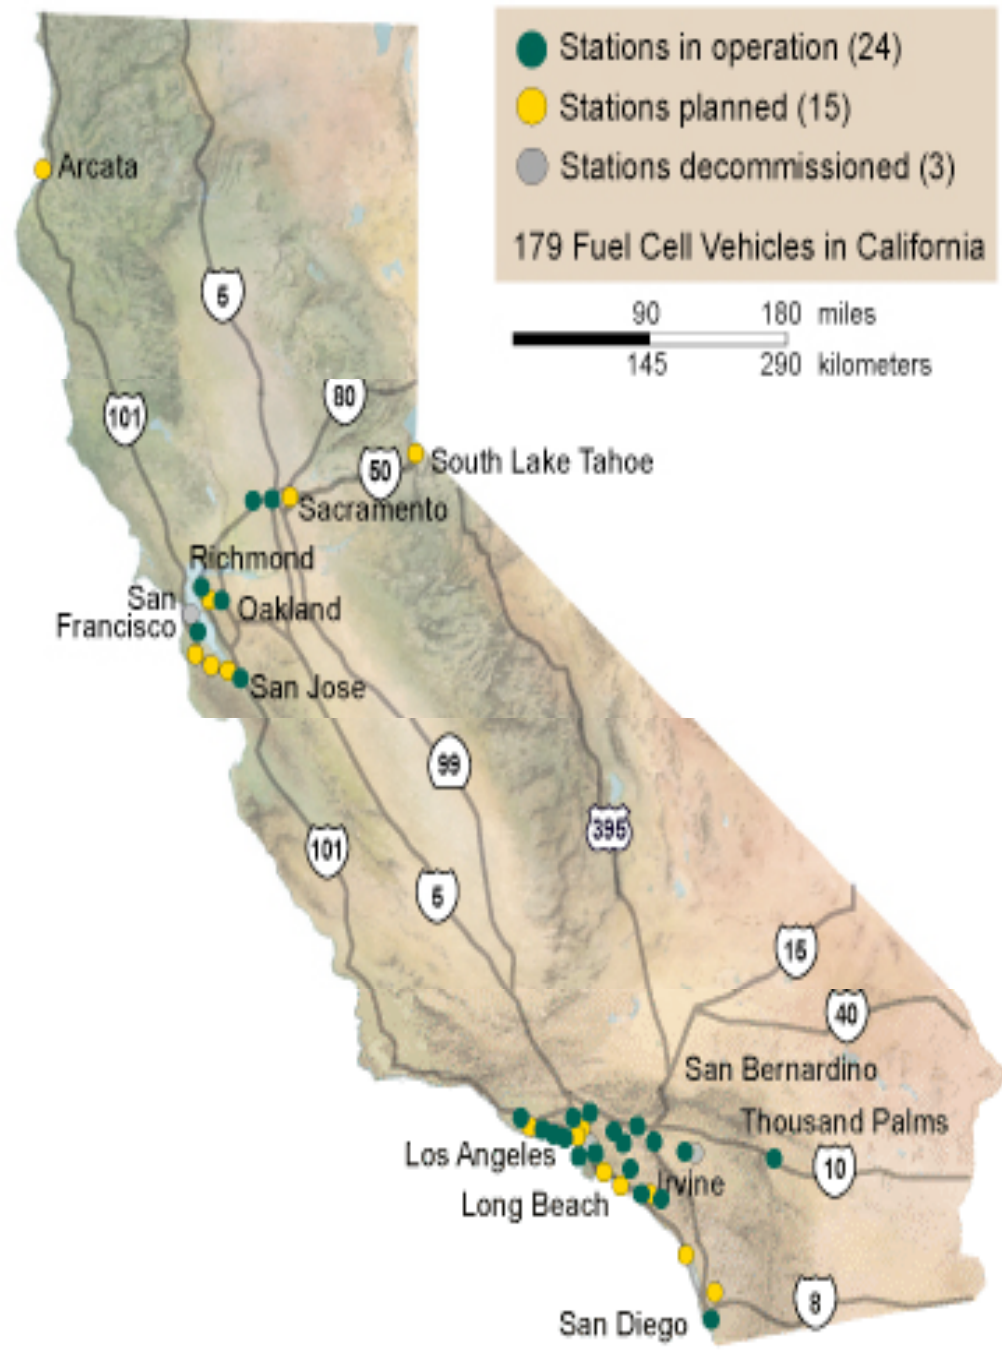 Stations in operation (24)
Stations planned (15)
Stations decommissioned (3)
179 Fuel Cell Vehicles in California
90 180 miles
145 290 kilometers
Arcata
5
80
101
50
South Lake Tahoe
Sacramento
Richmond
San
Francisco
Oakland
San Jose
99
395
101
5
15
40
San Bernardino
Thousand Palms
Los Angeles
10
Irvine
Long Beach
8
San Diego